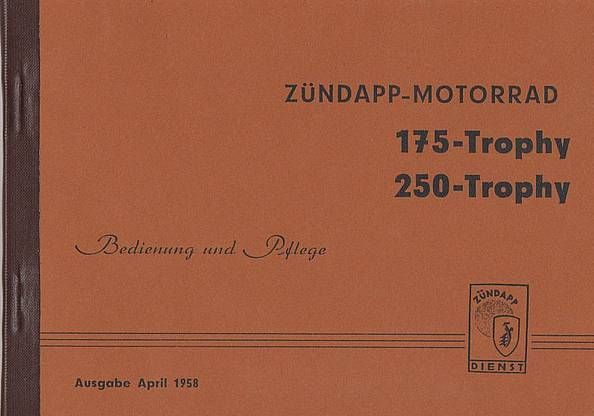 ZÜNDAPP-MOTORRAD
175-Trophy
250-Trophy
Bedienung und Pflege
ZÜNDAPP
DIENST
Ausgabe April 1958